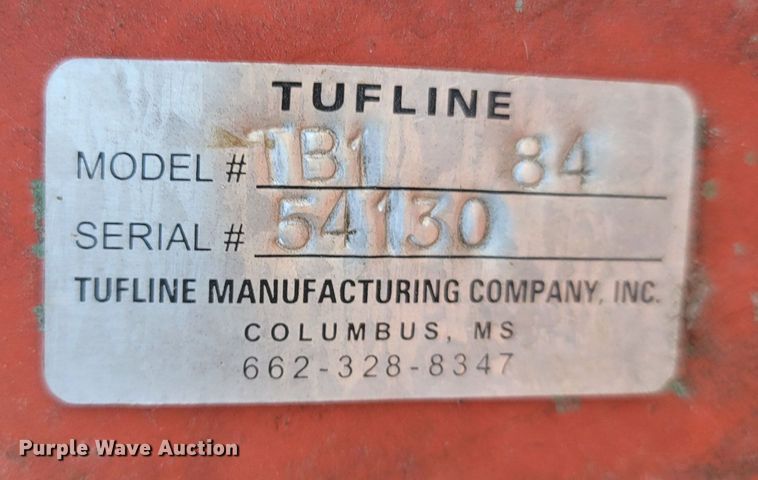 TUFLINE
MODEL # TB1 84
SERIAL # 54130
TUFLINE MANUFACTURING COMPANY, INC.
COLUMBUS, MS
662-328-8347
Purple Wave Auction